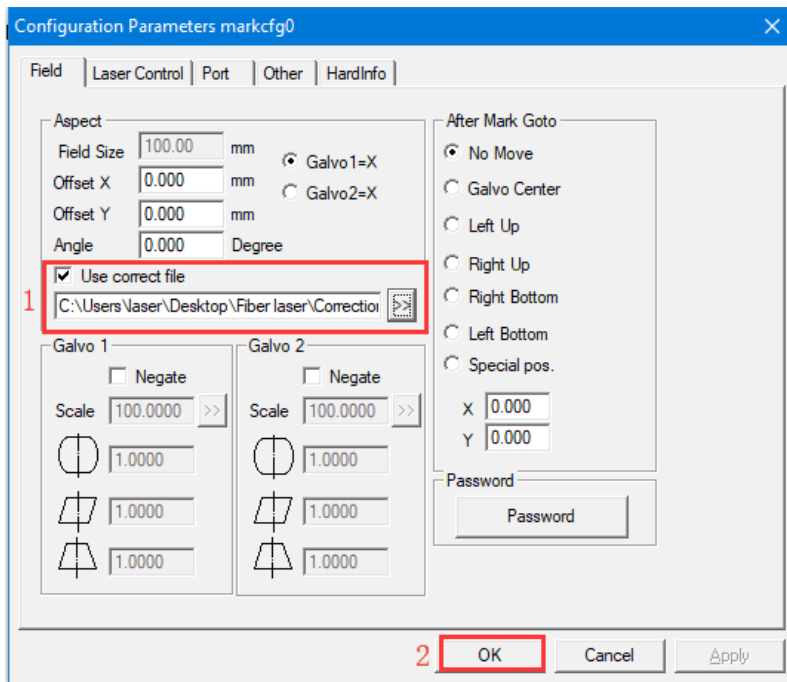 Configuration Parameters markcfg0
Field
Laser Control
Port
Other
HardInfo
Aspect
Field Size 100.00 mm
Offset X 0.000 mm
Offset Y 0.000 mm
Angle 0.000 Degree
Galvo1=X
Galvo2=X
1
Use correct file
C:\Users\laser\Desktop\Fiber laser\Correction >>
Galvo 1
Negate
Scale 100.0000 >>
1.0000
1.0000
1.0000
Galvo 2
Negate
Scale 100.0000 >>
1.0000
1.0000
1.0000
After Mark Goto
No Move
Galvo Center
Left Up
Right Up
Right Bottom
Left Bottom
Special pos.
X 0.000
Y 0.000
Password
Password
2
OK
Cancel
Apply